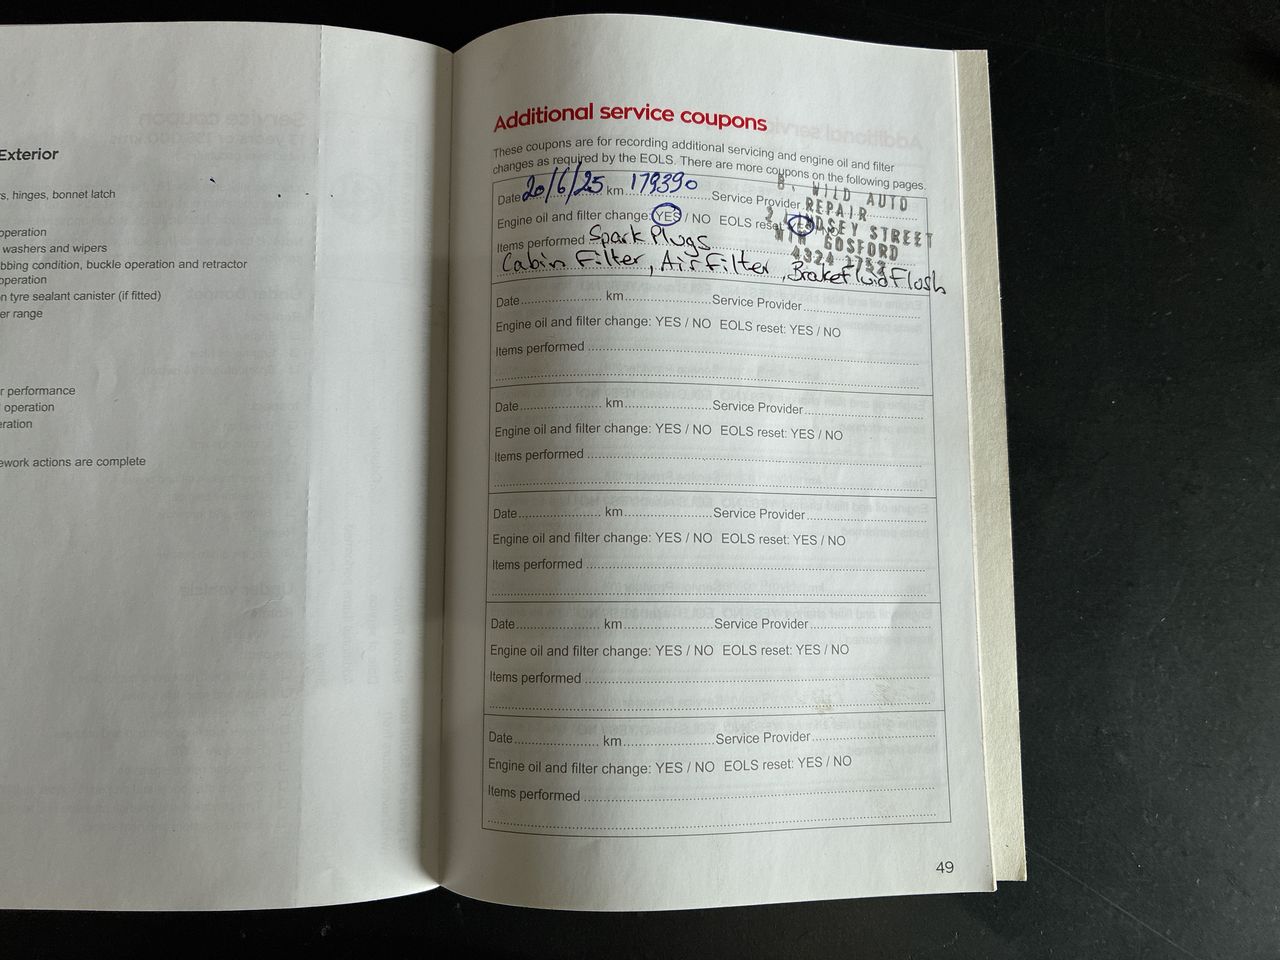 Exterior
s, hinges, bonnet latch
operation
washers and wipers
bbing condition, buckle operation and retractor
operation
n tyre sealant canister (if fitted)
er range
r performance
operation
eration
ework actions are complete
Additional service coupons
These coupons are for recording additional servicing and engine oil and filter
changes as required by the EOLS. There are more coupons on the following pages.
Date 20/6/25 km 179390 Service Provider
B. WILD AUTO
REPAIR
2 LINDSEY STREET
NTH GOSFORD
4324 1752
Engine oil and filter change: YES / NO EOLS reset: YES / NO
Items performed Spark Plugs
Cabin Filter, Air Filter, Brake Fluid Flush
Date km Service Provider
Engine oil and filter change: YES / NO EOLS reset: YES / NO
Items performed
Date km Service Provider
Engine oil and filter change: YES / NO EOLS reset: YES / NO
Items performed
Date km Service Provider
Engine oil and filter change: YES / NO EOLS reset: YES / NO
Items performed
Date km Service Provider
Engine oil and filter change: YES / NO EOLS reset: YES / NO
Items performed
Date km Service Provider
Engine oil and filter change: YES / NO EOLS reset: YES / NO
Items performed
49